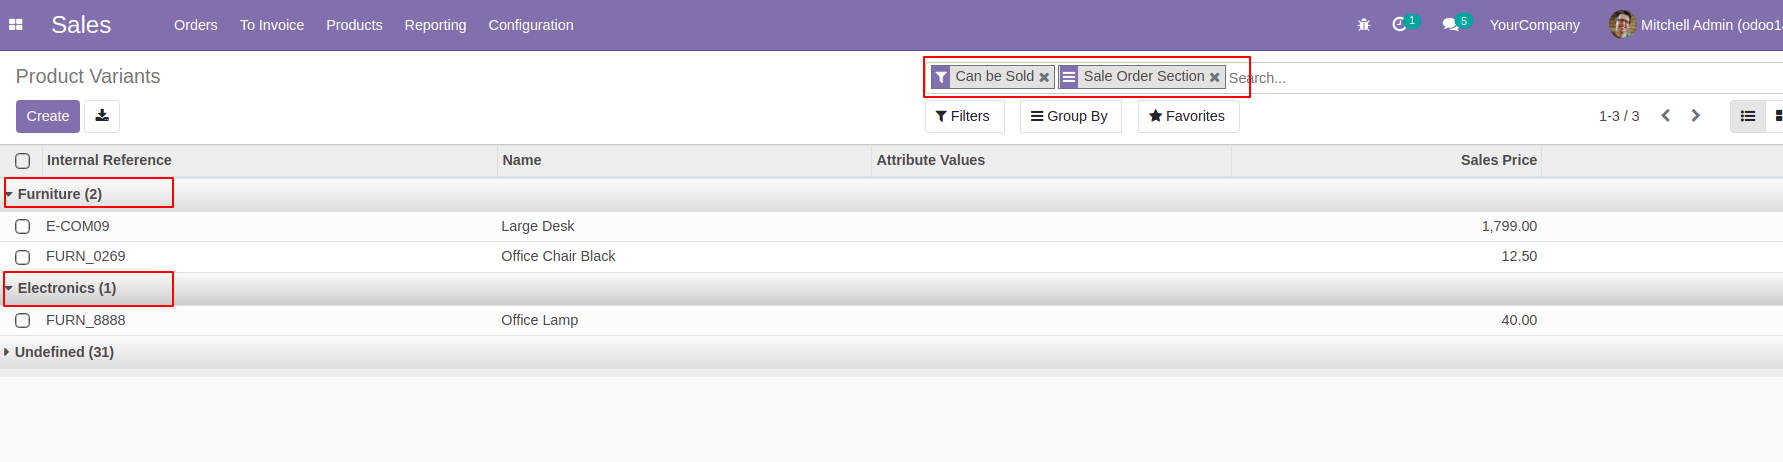 Sales Orders To Invoice Products Reporting Configuration 1 5 YourCompany Mitchell Admin (odoo1
Product Variants
Can be Sold Sale Order Section Search...
Create Filters Group By Favorites 1-3 / 3
Internal Reference Name Attribute Values Sales Price
Furniture (2)
E-COM09 Large Desk 1,799.00
FURN_0269 Office Chair Black 12.50
Electronics (1)
FURN_8888 Office Lamp 40.00
Undefined (31)